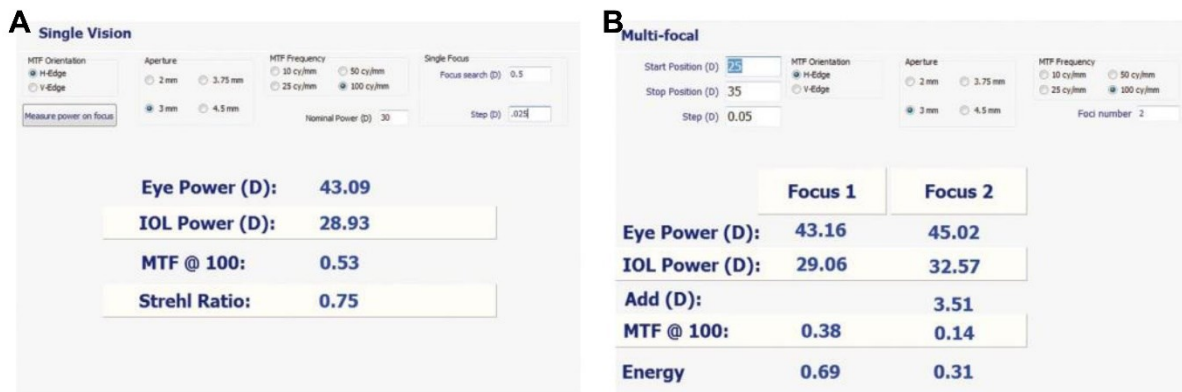 A
Single Vision
MTF Orientation
H-Edge
V-Edge
Measure power on focus
Aperture
2 mm 3.75 mm
3 mm 4.5 mm
MTF Frequency
10 cy/mm 50 cy/mm
25 cy/mm 100 cy/mm
Nominal Power (D) 30
Single Focus
Focus search (D) 0.5
Step (D) .025
Eye Power (D): 43.09
IOL Power (D): 28.93
MTF @ 100: 0.53
Strehl Ratio: 0.75
B
Multi-focal
Start Position (D) 25
Stop Position (D) 35
Step (D) 0.05
MTF Orientation
H-Edge
V-Edge
Aperture
2 mm 3.75 mm
3 mm 4.5 mm
MTF Frequency
10 cy/mm 50 cy/mm
25 cy/mm 100 cy/mm
Foci number 2
Focus 1 Focus 2
Eye Power (D): 43.16 45.02
IOL Power (D): 29.06 32.57
Add (D): 3.51
MTF @ 100: 0.38 0.14
Energy 0.69 0.31